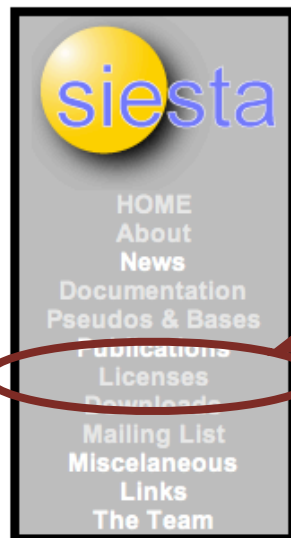 siesta
HOME
About
News
Documentation
Pseudos & Bases
Publications
Licenses
Downloads
Mailing List
Miscelaneous
Links
The Team